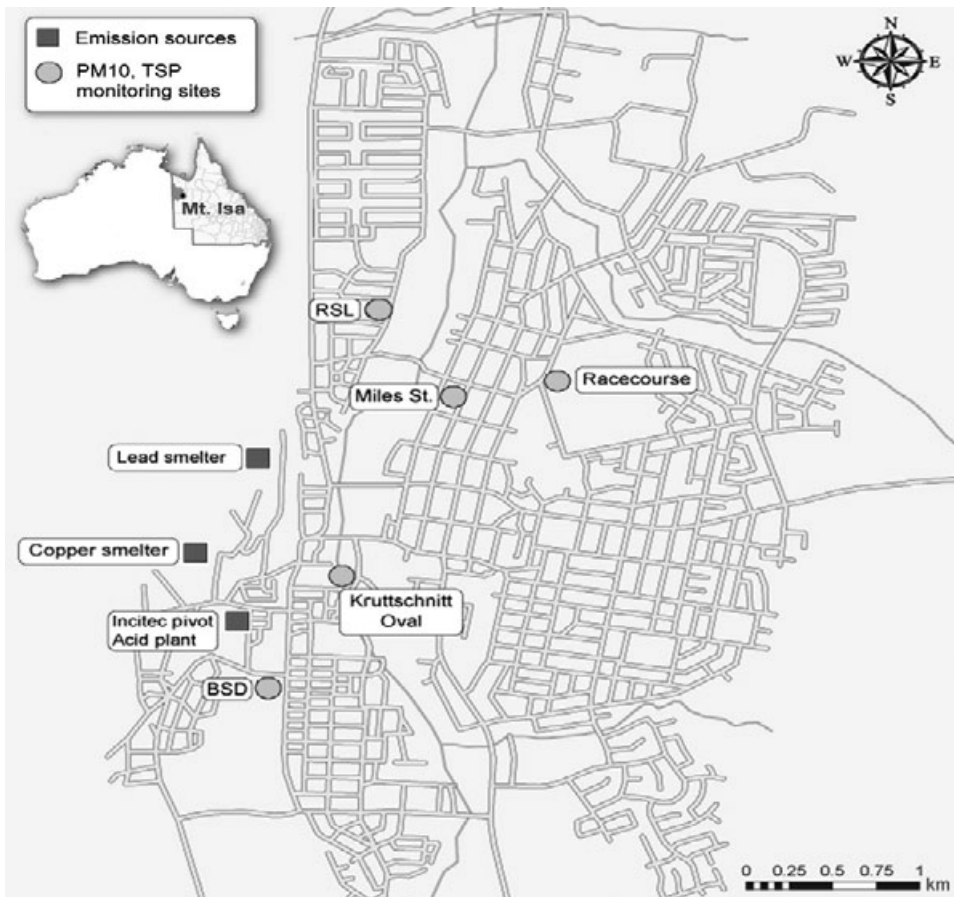 Emission sources
PM10, TSP
monitoring sites
N
W E
S
Mt. Isa
RSL
Miles St.
Racecourse
Lead smelter
Copper smelter
Kruttschnitt
Oval
Incitec pivot
Acid plant
BSD
0 0.25 0.5 0.75 1
km